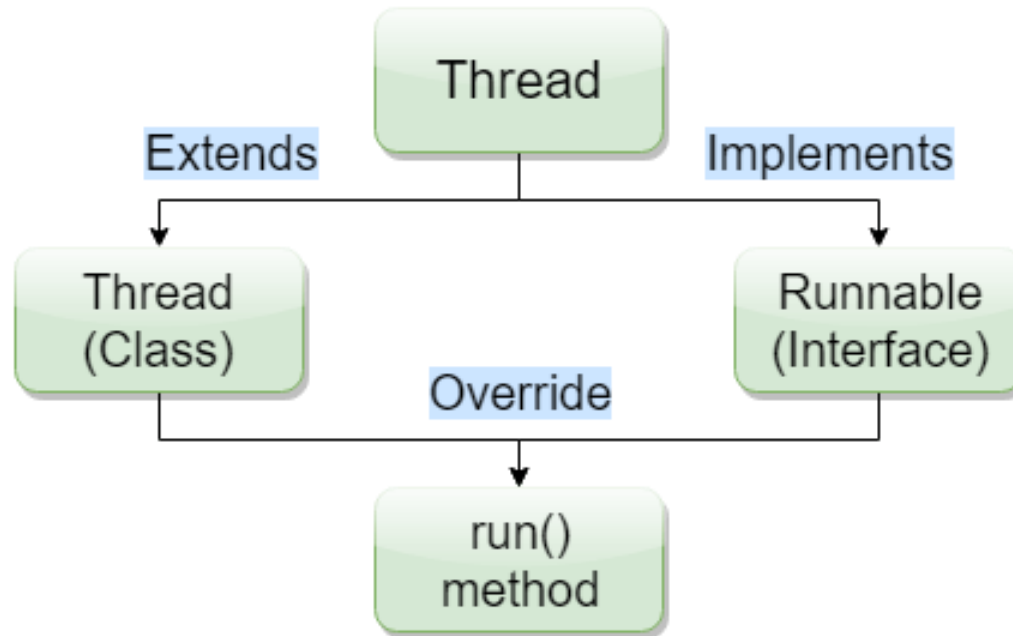 Thread
Extends
Implements
Thread
(Class)
Runnable
(Interface)
Override
run()
method